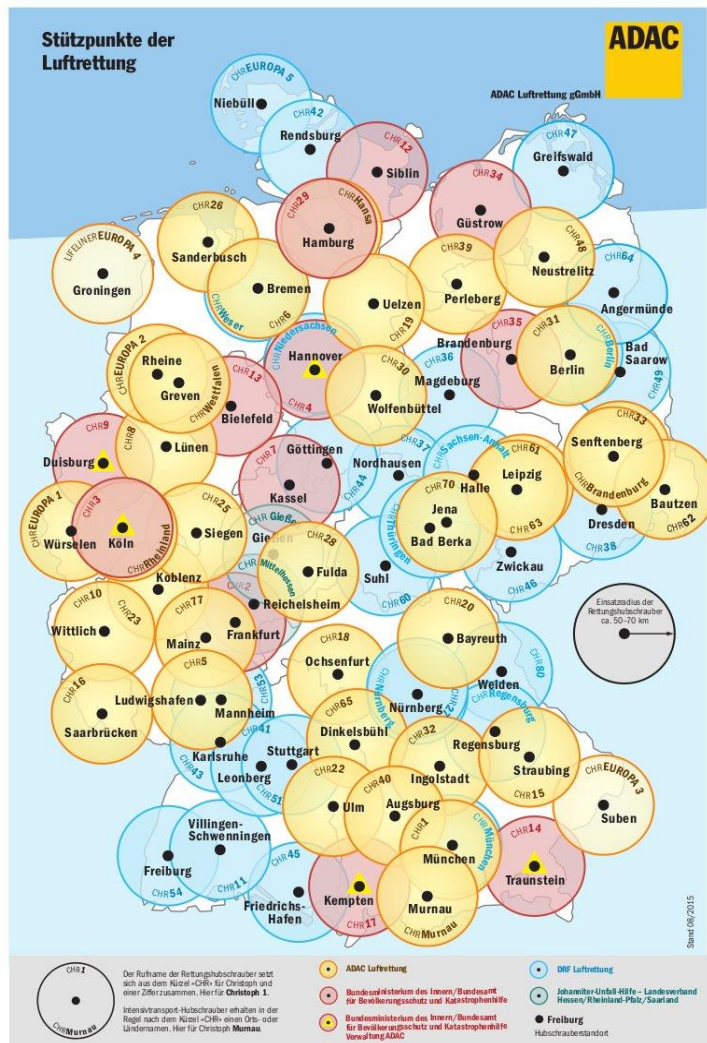 Stützpunkte der
Luftrettung
ADAC
ADAC Luftrettung gGmbH
CHR EUROPA 5
Niebüll
CHR 42
Rendsburg
CHR 12
Siblin
CHR 47
Greifswald
CHR 29
CHR Hansa
Hamburg
CHR 34
Güstrow
CHR 26
Sanderbusch
LIFELINER EUROPA 4
Groningen
Bremen
CHR Weser
CHR 6
Uelzen
CHR 19
CHR 39
Perleberg
CHR 48
Neustrelitz
CHR 64
Angermünde
CHR Niedersachsen
Hannover
CHR 4
CHR 35
Brandenburg
CHR 31
CHR Berlin
Berlin
Bad
Saarow
CHR 49
CHR EUROPA 2
Rheine
Greven
CHR Westfalen
CHR 13
Bielefeld
CHR 30
Wolfenbüttel
CHR 36
Magdeburg
CHR 9
Duisburg
CHR 8
Lünen
CHR 7
Kassel
Göttingen
CHR 44
CHR 37
Nordhausen
CHR Sachsen-Anhalt
Halle
CHR 61
Leipzig
CHR 63
CHR 33
Senftenberg
CHR Brandenburg
Bautzen
CHR 62
Dresden
CHR 38
CHR EUROPA 1
Würselen
CHR 3
Köln
CHR Rheinland
CHR 25
Siegen
CHR Gieße
Gießen
CHR Mittelhessen
CHR 28
Fulda
CHR 70
Jena
Bad Berka
CHR Thüringen
Suhl
CHR 60
Zwickau
CHR 46
Koblenz
CHR 23
CHR 2
Reichelsheim
Frankfurt
CHR 10
Wittlich
CHR 77
Mainz
CHR 20
Bayreuth
Einsatzradius der
Rettungshubschrauber
ca. 50–70 km
CHR 18
Ochsenfurt
CHR 80
Welden
CHR 16
Saarbrücken
CHR 5
Ludwigshafen
Mannheim
CHR 53
CHR 65
Dinkelsbühl
CHR Nürnberg
Nürnberg
CHR 27
CHR Regensburg
Regensburg
Karlsruhe
CHR 43
CHR 41
Leonberg
Stuttgart
CHR 51
CHR 32
Ingolstadt
Straubing
CHR 15
CHR EUROPA 3
Suben
CHR 22
Ulm
CHR 40
Augsburg
CHR 1
München
CHR München
CHR 14
Traunstein
Villingen-
Schwenningen
CHR 11
Freiburg
CHR 54
CHR 45
Friedrichs-
Hafen
Kempten
CHR 17
Murnau
CHR Murnau
Stand 08/2015
CHR 1
CHR Murnau
Der Rufname der Rettungshubschrauber setzt
sich aus dem Kürzel »CHR« für Christoph und
einer Ziffer zusammen. Hier für Christoph 1.
Intensivtransport-Hubschrauber erhalten in der
Regel nach dem Kürzel »CHR« einen Orts- oder
Ländernamen. Hier für Christoph Murnau.
ADAC Luftrettung
Bundesministerium des Innern/Bundesamt
für Bevölkerungsschutz und Katastrophenhilfe
Bundesministerium des Innern/Bundesamt
für Bevölkerungsschutz und Katastrophenhilfe
Verwaltung ADAC
DRF Luftrettung
Johanniter-Unfall-Hilfe – Landesverband
Hessen/Rheinland-Pfalz/Saarland
Freiburg
Hubschrauberstandort